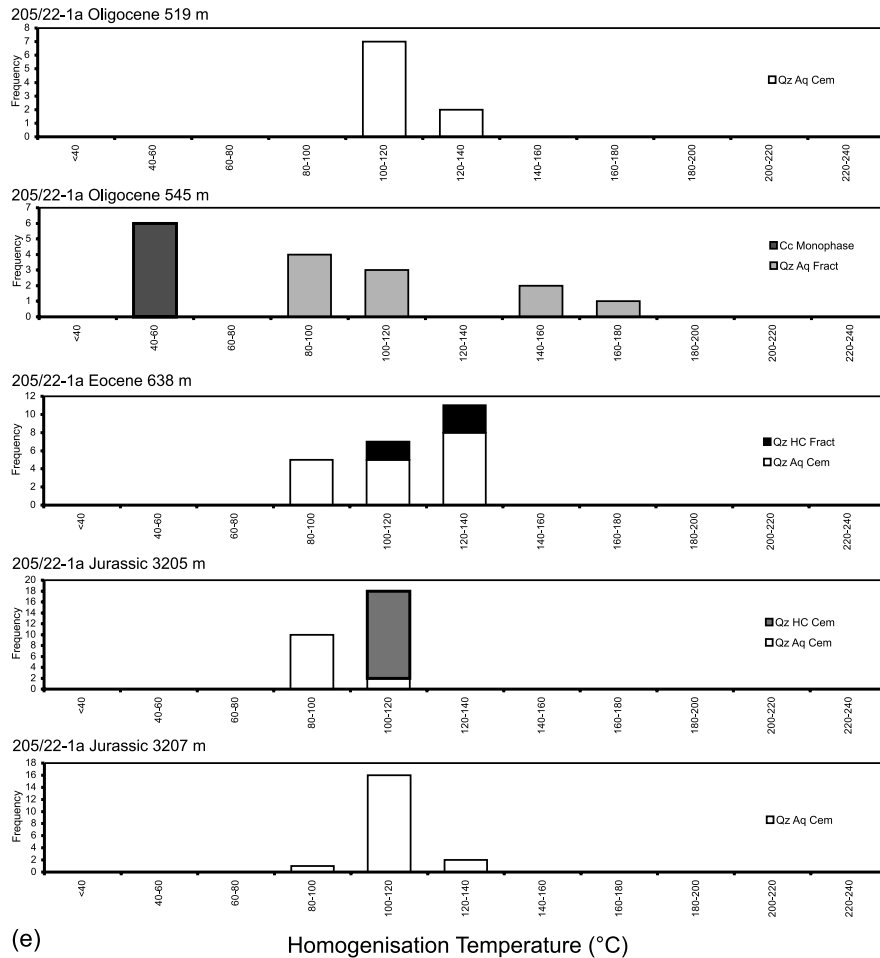 205/22-1a Oligocene 519 m
Frequency
8
7
6
5
4
3
2
1
0
Qz Aq Cem
<40 40-60 60-80 80-100 100-120 120-140 140-160 160-180 180-200 200-220 220-240
205/22-1a Oligocene 545 m
Frequency
7
6
5
4
3
2
1
0
Cc Monophase
Qz Aq Fract
<40 40-60 60-80 80-100 100-120 120-140 140-160 160-180 180-200 200-220 220-240
205/22-1a Eocene 638 m
Frequency
12
10
8
6
4
2
0
Qz HC Fract
Qz Aq Cem
<40 40-60 60-80 80-100 100-120 120-140 140-160 160-180 180-200 200-220 220-240
205/22-1a Jurassic 3205 m
Frequency
20
18
16
14
12
10
8
6
4
2
0
Qz HC Cem
Qz Aq Cem
<40 40-60 60-80 80-100 100-120 120-140 140-160 160-180 180-200 200-220 220-240
205/22-1a Jurassic 3207 m
Frequency
18
16
14
12
10
8
6
4
2
0
Qz Aq Cem
<40 40-60 60-80 80-100 100-120 120-140 140-160 160-180 180-200 200-220 220-240
(e) Homogenisation Temperature (°C)